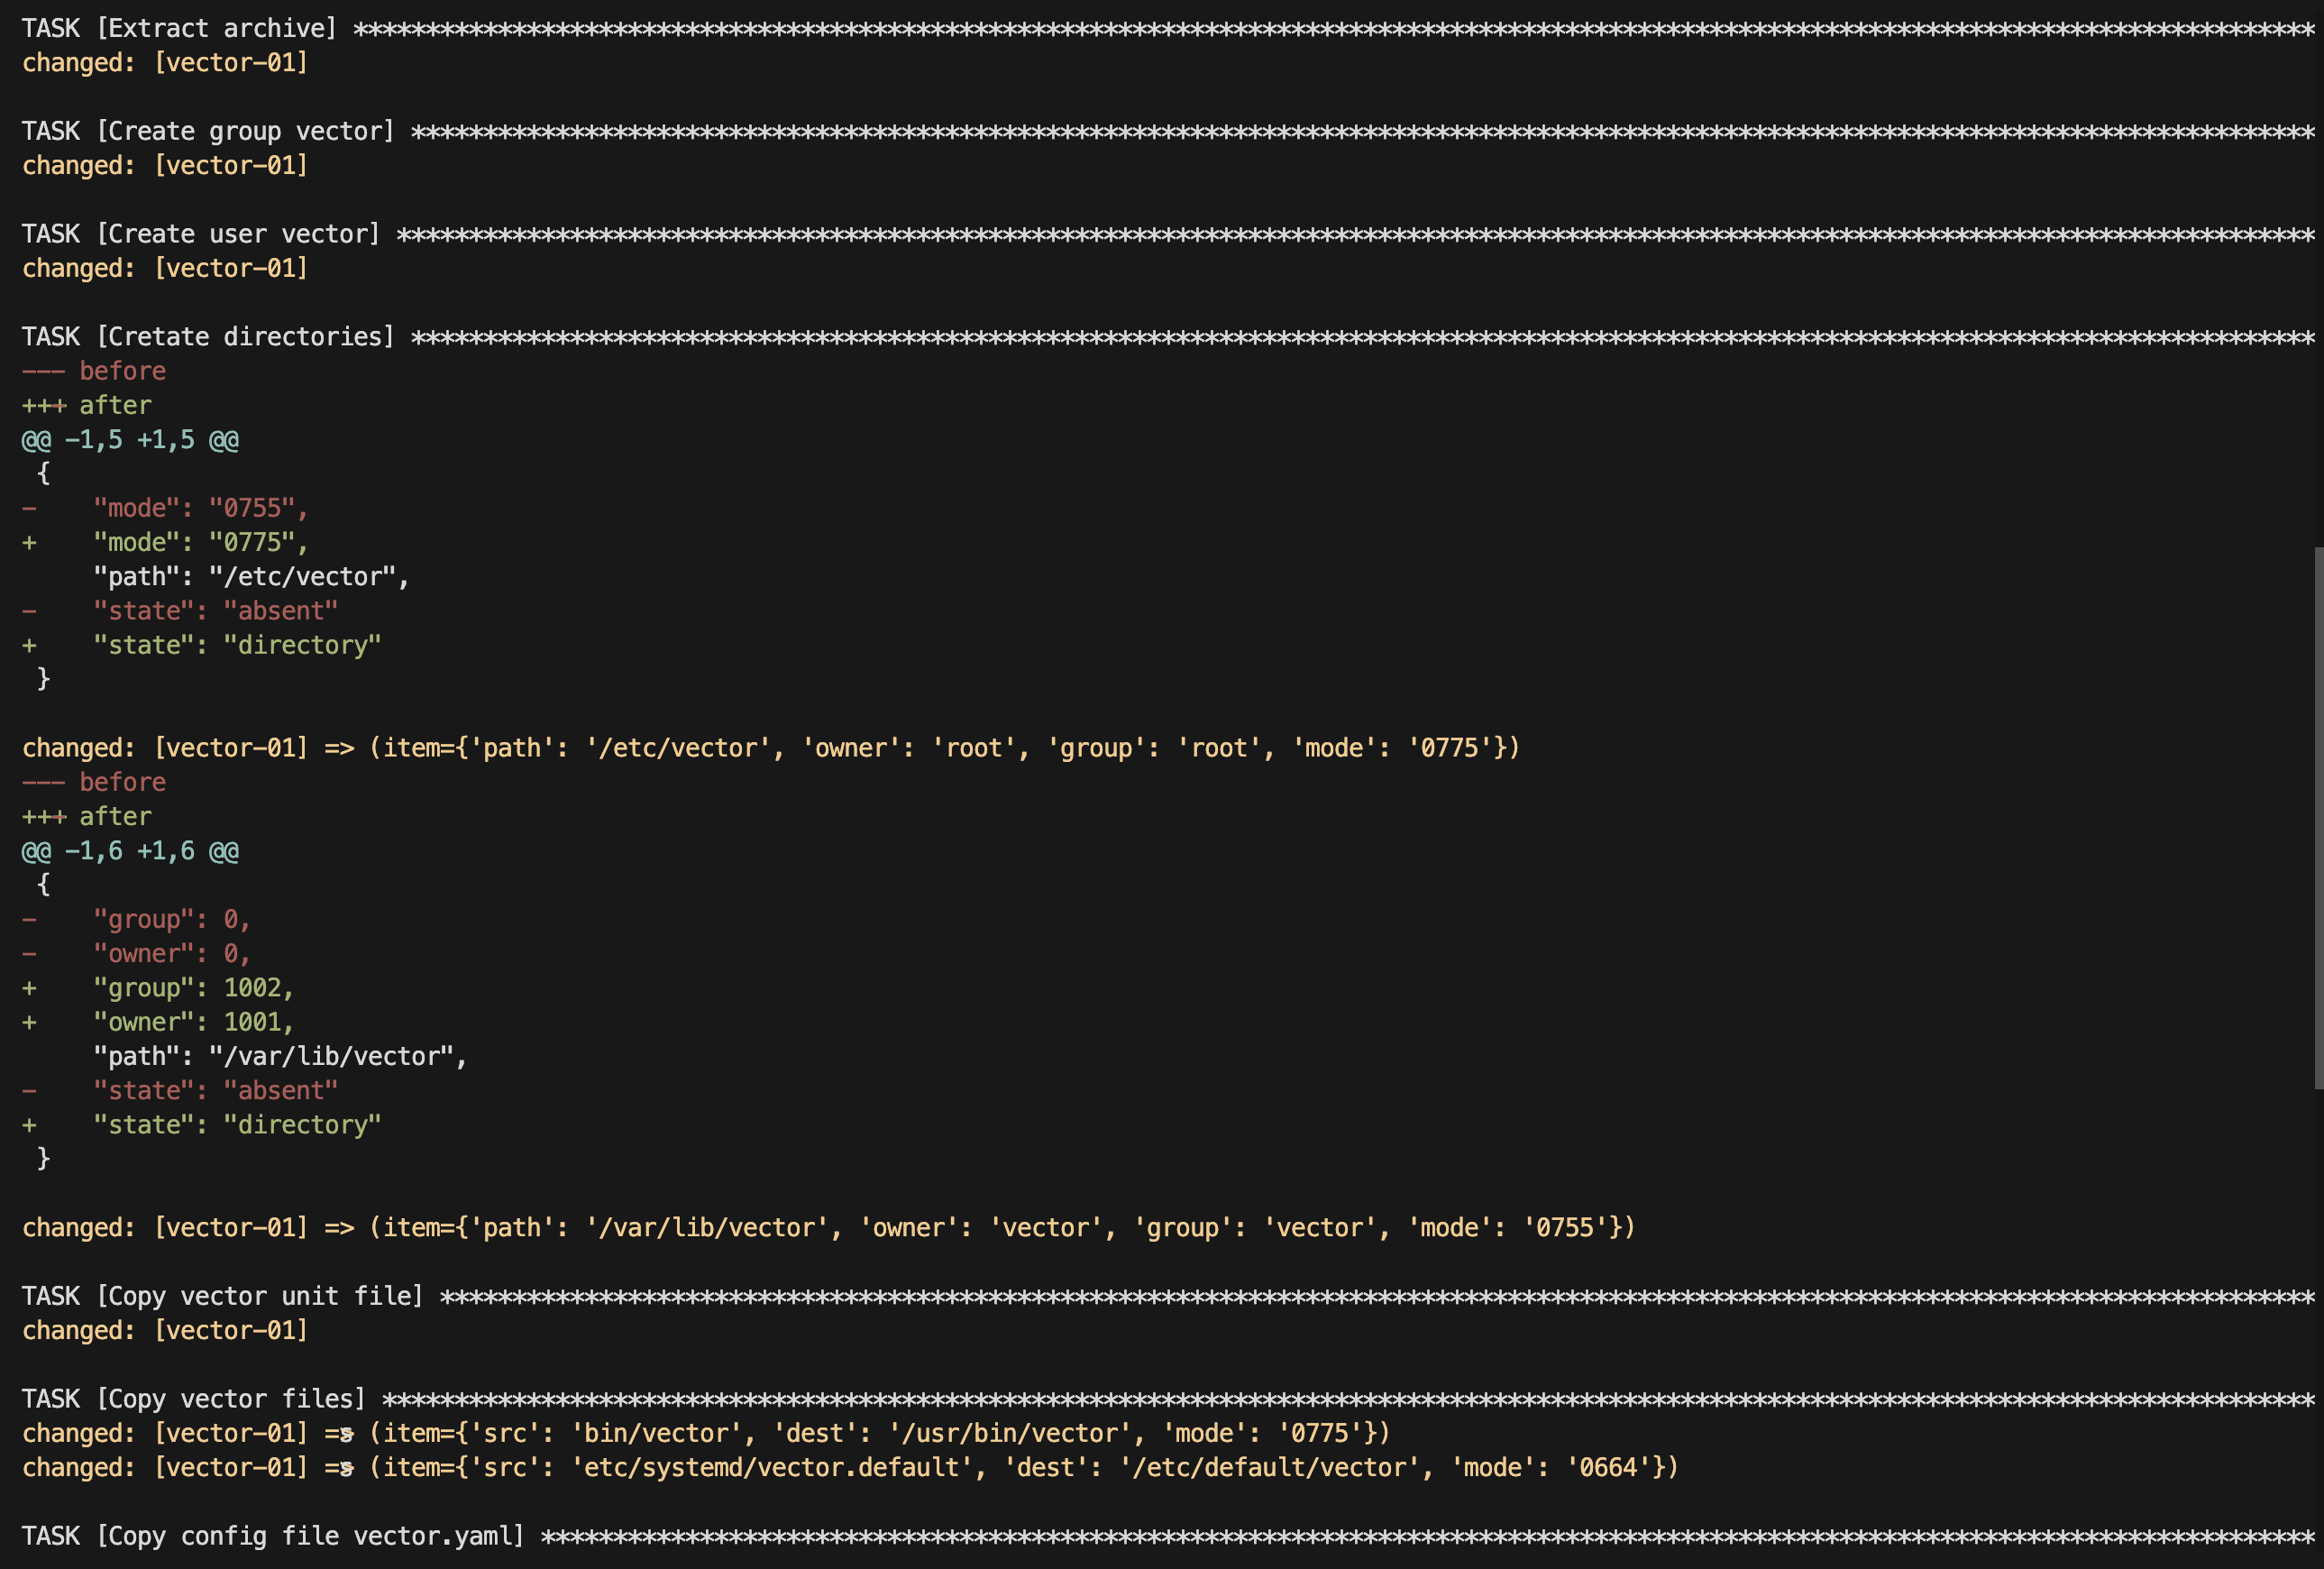 TASK [Extract archive] ****************************************************************************************************************************************
changed: [vector-01]
TASK [Create group vector] ************************************************************************************************************************************
changed: [vector-01]
TASK [Create user vector] *************************************************************************************************************************************
changed: [vector-01]
TASK [Cretate directories] ************************************************************************************************************************************
--- before
+++ after
@@ -1,5 +1,5 @@
 {
-    "mode": "0755",
+    "mode": "0775",
     "path": "/etc/vector",
-    "state": "absent"
+    "state": "directory"
 }
changed: [vector-01] => (item={'path': '/etc/vector', 'owner': 'root', 'group': 'root', 'mode': '0775'})
--- before
+++ after
@@ -1,6 +1,6 @@
 {
-    "group": 0,
-    "owner": 0,
+    "group": 1002,
+    "owner": 1001,
     "path": "/var/lib/vector",
-    "state": "absent"
+    "state": "directory"
 }
changed: [vector-01] => (item={'path': '/var/lib/vector', 'owner': 'vector', 'group': 'vector', 'mode': '0755'})
TASK [Copy vector unit file] **********************************************************************************************************************************
changed: [vector-01]
TASK [Copy vector files] **************************************************************************************************************************************
changed: [vector-01] => (item={'src': 'bin/vector', 'dest': '/usr/bin/vector', 'mode': '0775'})
changed: [vector-01] => (item={'src': 'etc/systemd/vector.default', 'dest': '/etc/default/vector', 'mode': '0664'})
TASK [Copy config file vector.yaml] ***************************************************************************************************************************